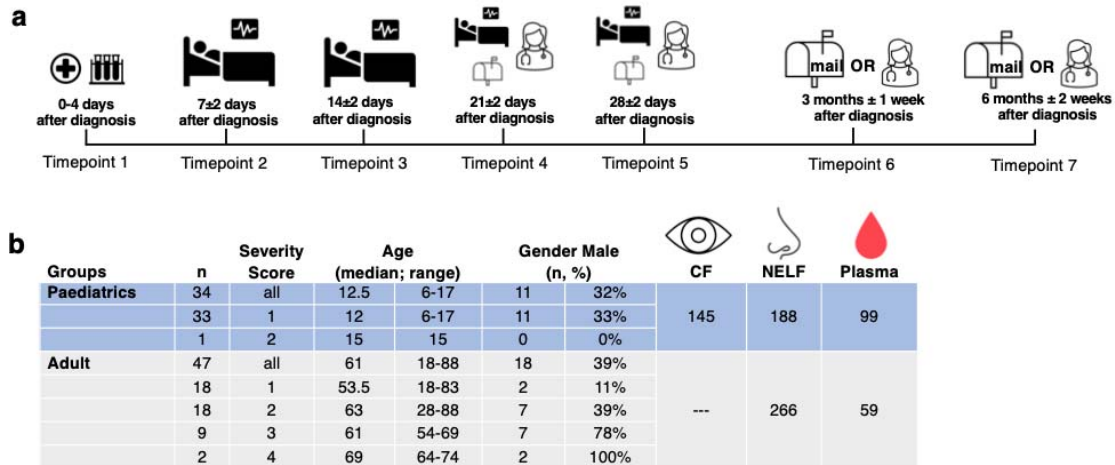 a
mail OR
mail OR
0-4 days
after diagnosis
7±2 days
after diagnosis
14±2 days
after diagnosis
21±2 days
after diagnosis
28±2 days
after diagnosis
3 months ± 1 week
after diagnosis
6 months ± 2 weeks
after diagnosis
Timepoint 1
Timepoint 2
Timepoint 3
Timepoint 4
Timepoint 5
Timepoint 6
Timepoint 7
b
Groups n Severity Score Age (median; range) Gender Male (n, %) CF NELF Plasma
Paediatrics 34 all 12.5 6-17 11 32%
33 1 12 6-17 11 33% 145 188 99
1 2 15 15 0 0%
Adult 47 all 61 18-88 18 39%
18 1 53.5 18-83 2 11%
18 2 63 28-88 7 39% --- 266 59
9 3 61 54-69 7 78%
2 4 69 64-74 2 100%